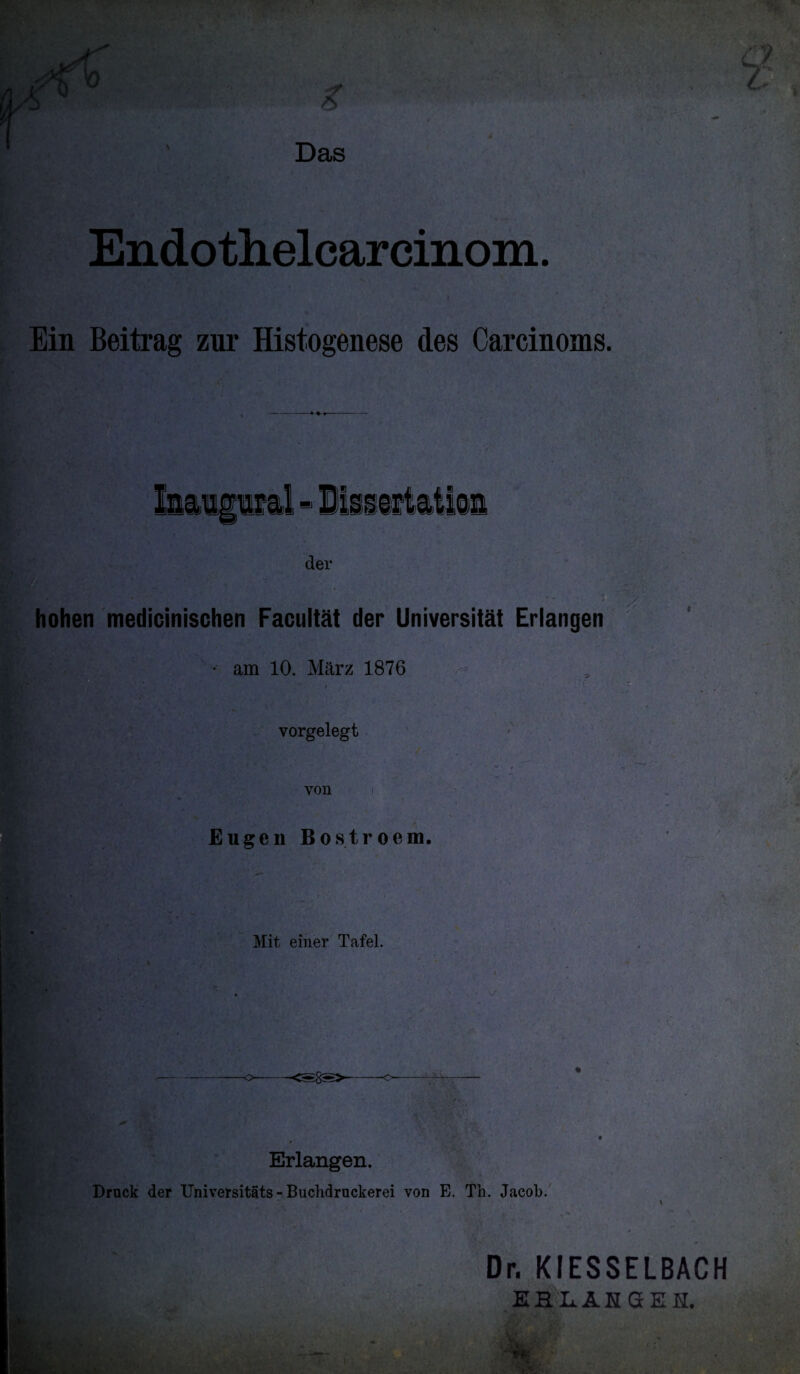 8
Das
Endothelcarcinom.
Ein Beitrag zur Histogenese des Carcinoms.
Inaugural-Dissertation
der
hohen medicinischen Facultät der Universität Erlangen
am 10. März 1876
vorgelegt
von
Eugen Bostroem.
Mit einer Tafel.
Erlangen.
Druck der Universitäts-Buchdruckerei von E. Th. Jacob.
Dr. KIESSELBACH
ERLANGEN.